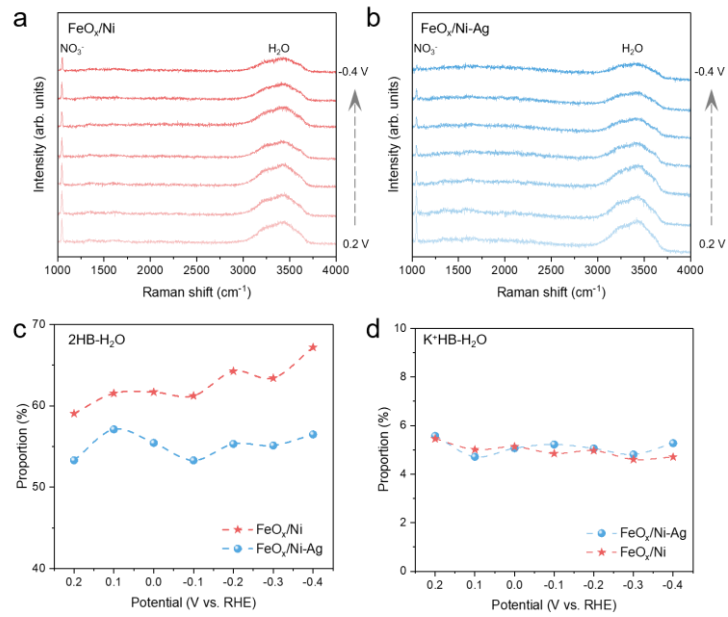 a
FeOₓ/Ni
NO₃⁻
H₂O
-0.4 V
0.2 V
Intensity (arb. units)
1000 1500 2000 2500 3000 3500 4000
Raman shift (cm⁻¹)
b
FeOₓ/Ni-Ag
NO₃⁻
H₂O
-0.4 V
0.2 V
Intensity (arb. units)
1000 1500 2000 2500 3000 3500 4000
Raman shift (cm⁻¹)
c
2HB-H₂O
70
60
50
40
Proportion (%)
FeOₓ/Ni
FeOₓ/Ni-Ag
0.2 0.1 0.0 -0.1 -0.2 -0.3 -0.4
Potential (V vs. RHE)
d
K⁺HB-H₂O
10
8
6
4
2
0
Proportion (%)
FeOₓ/Ni-Ag
FeOₓ/Ni
0.2 0.1 0.0 -0.1 -0.2 -0.3 -0.4
Potential (V vs. RHE)